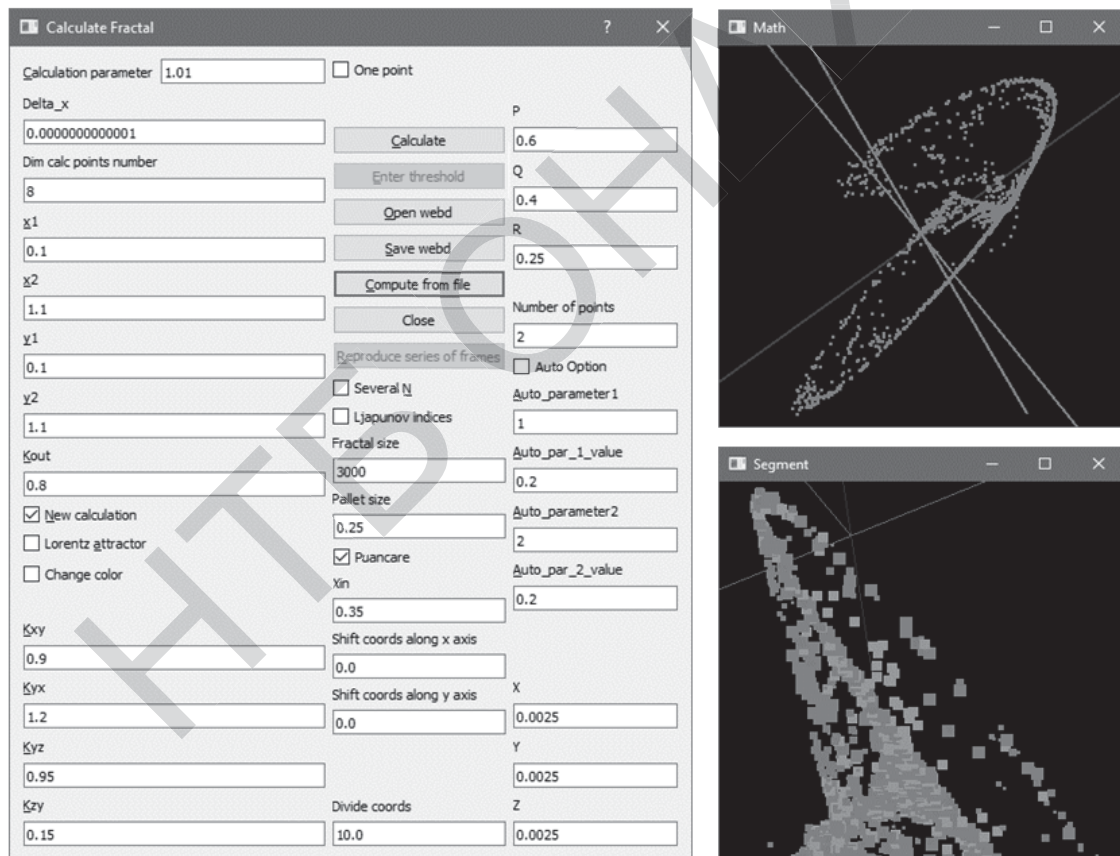 Calculate Fractal
?
Calculation parameter 1.01
Delta_x
0.0000000000001
Dim calc points number
8
x1
0.1
x2
1.1
y1
0.1
y2
1.1
Kout
0.8
New calculation
Lorentz attractor
Change color
Kxy
0.9
Kyx
1.2
Kyz
0.95
Kzy
0.15
One point
Calculate
Enter threshold
Open webd
Save webd
Compute from file
Close
Reproduce series of frames
Several N
Ljapunov indices
Fractal size
3000
Pallet size
0.25
Puancare
Xin
0.35
Shift coords along x axis
0.0
Shift coords along y axis
0.0
Divide coords
10.0
P
0.6
Q
0.4
R
0.25
Number of points
2
Auto Option
Auto_parameter1
1
Auto_par_1_value
0.2
Auto_parameter2
2
Auto_par_2_value
0.2
X
0.0025
Y
0.0025
Z
0.0025
Math
Segment